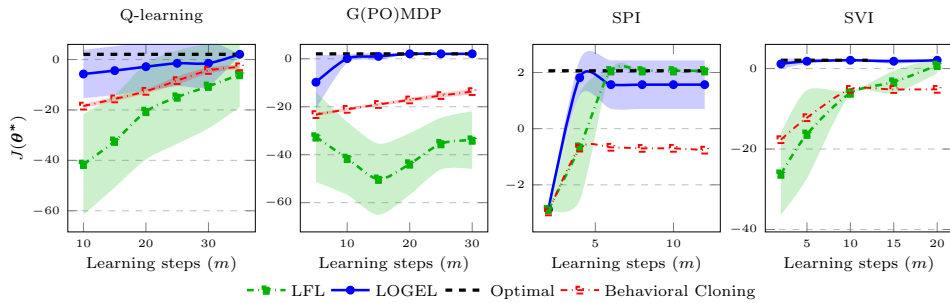 Q-learning
G(PO)MDP
SPI
SVI
J(θ*)
0
−20
−40
−60
10
20
30
Learning steps (m)
0
−20
−40
−60
10
20
30
Learning steps (m)
2
0
−2
5
10
Learning steps (m)
0
−20
−40
5
10
15
20
Learning steps (m)
LFL LOGEL Optimal Behavioral Cloning